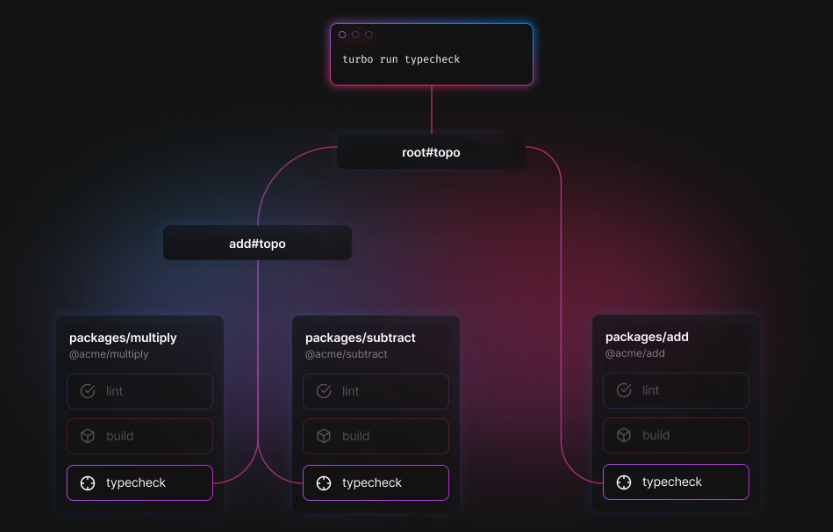 turbo run typecheck
root#topo
add#topo
packages/multiply
@acme/multiply
lint
build
typecheck
packages/subtract
@acme/subtract
lint
build
typecheck
packages/add
@acme/add
lint
build
typecheck